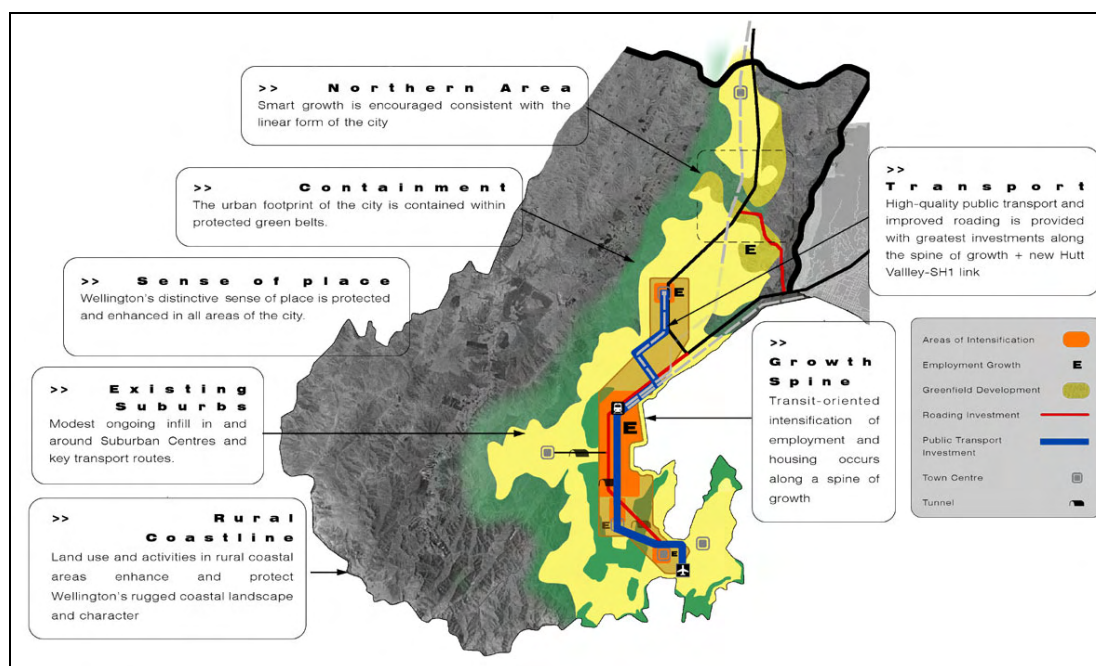 >> Northern Area
Smart growth is encouraged consistent with the
linear form of the city
>> Containment
The urban footprint of the city is contained within
protected green belts.
>> Sense of place
Wellington's distinctive sense of place is protected
and enhanced in all areas of the city.
>> Existing
Suburbs
Modest ongoing infill in and
around Suburban Centres and
key transport routes.
>> Rural
Coastline
Land use and activities in rural coastal
areas enhance and protect
Wellington's rugged coastal landscape
and character
>>
Transport
High-quality public transport and
improved roading is provided
with greatest investments along
the spine of growth + new Hutt
Vallley-SH1 link
>>
Growth
Spine
Transit-oriented
intensification of
employment and
housing occurs
along a spine of
growth
Areas of Intensification
Employment Growth E
Greenfield Development
Roading Investment
Public Transport
Investment
Town Centre
Tunnel
E
E
E
E
E